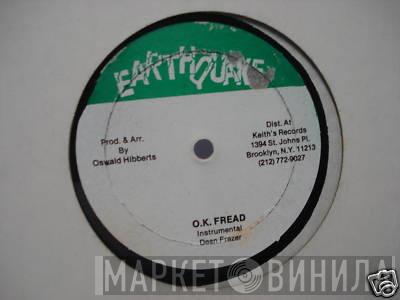 EARTHQUAKE
Prod. & Arr.
By
Oswald Hibberts
Dist. At
Keith's Records
1394 St. Johns Pl.
Brooklyn, N.Y. 11213
(212) 772-9027
O.K. FREAD
Instrumental
Dean Frazer
МАРКЕТ ВИНИЛА